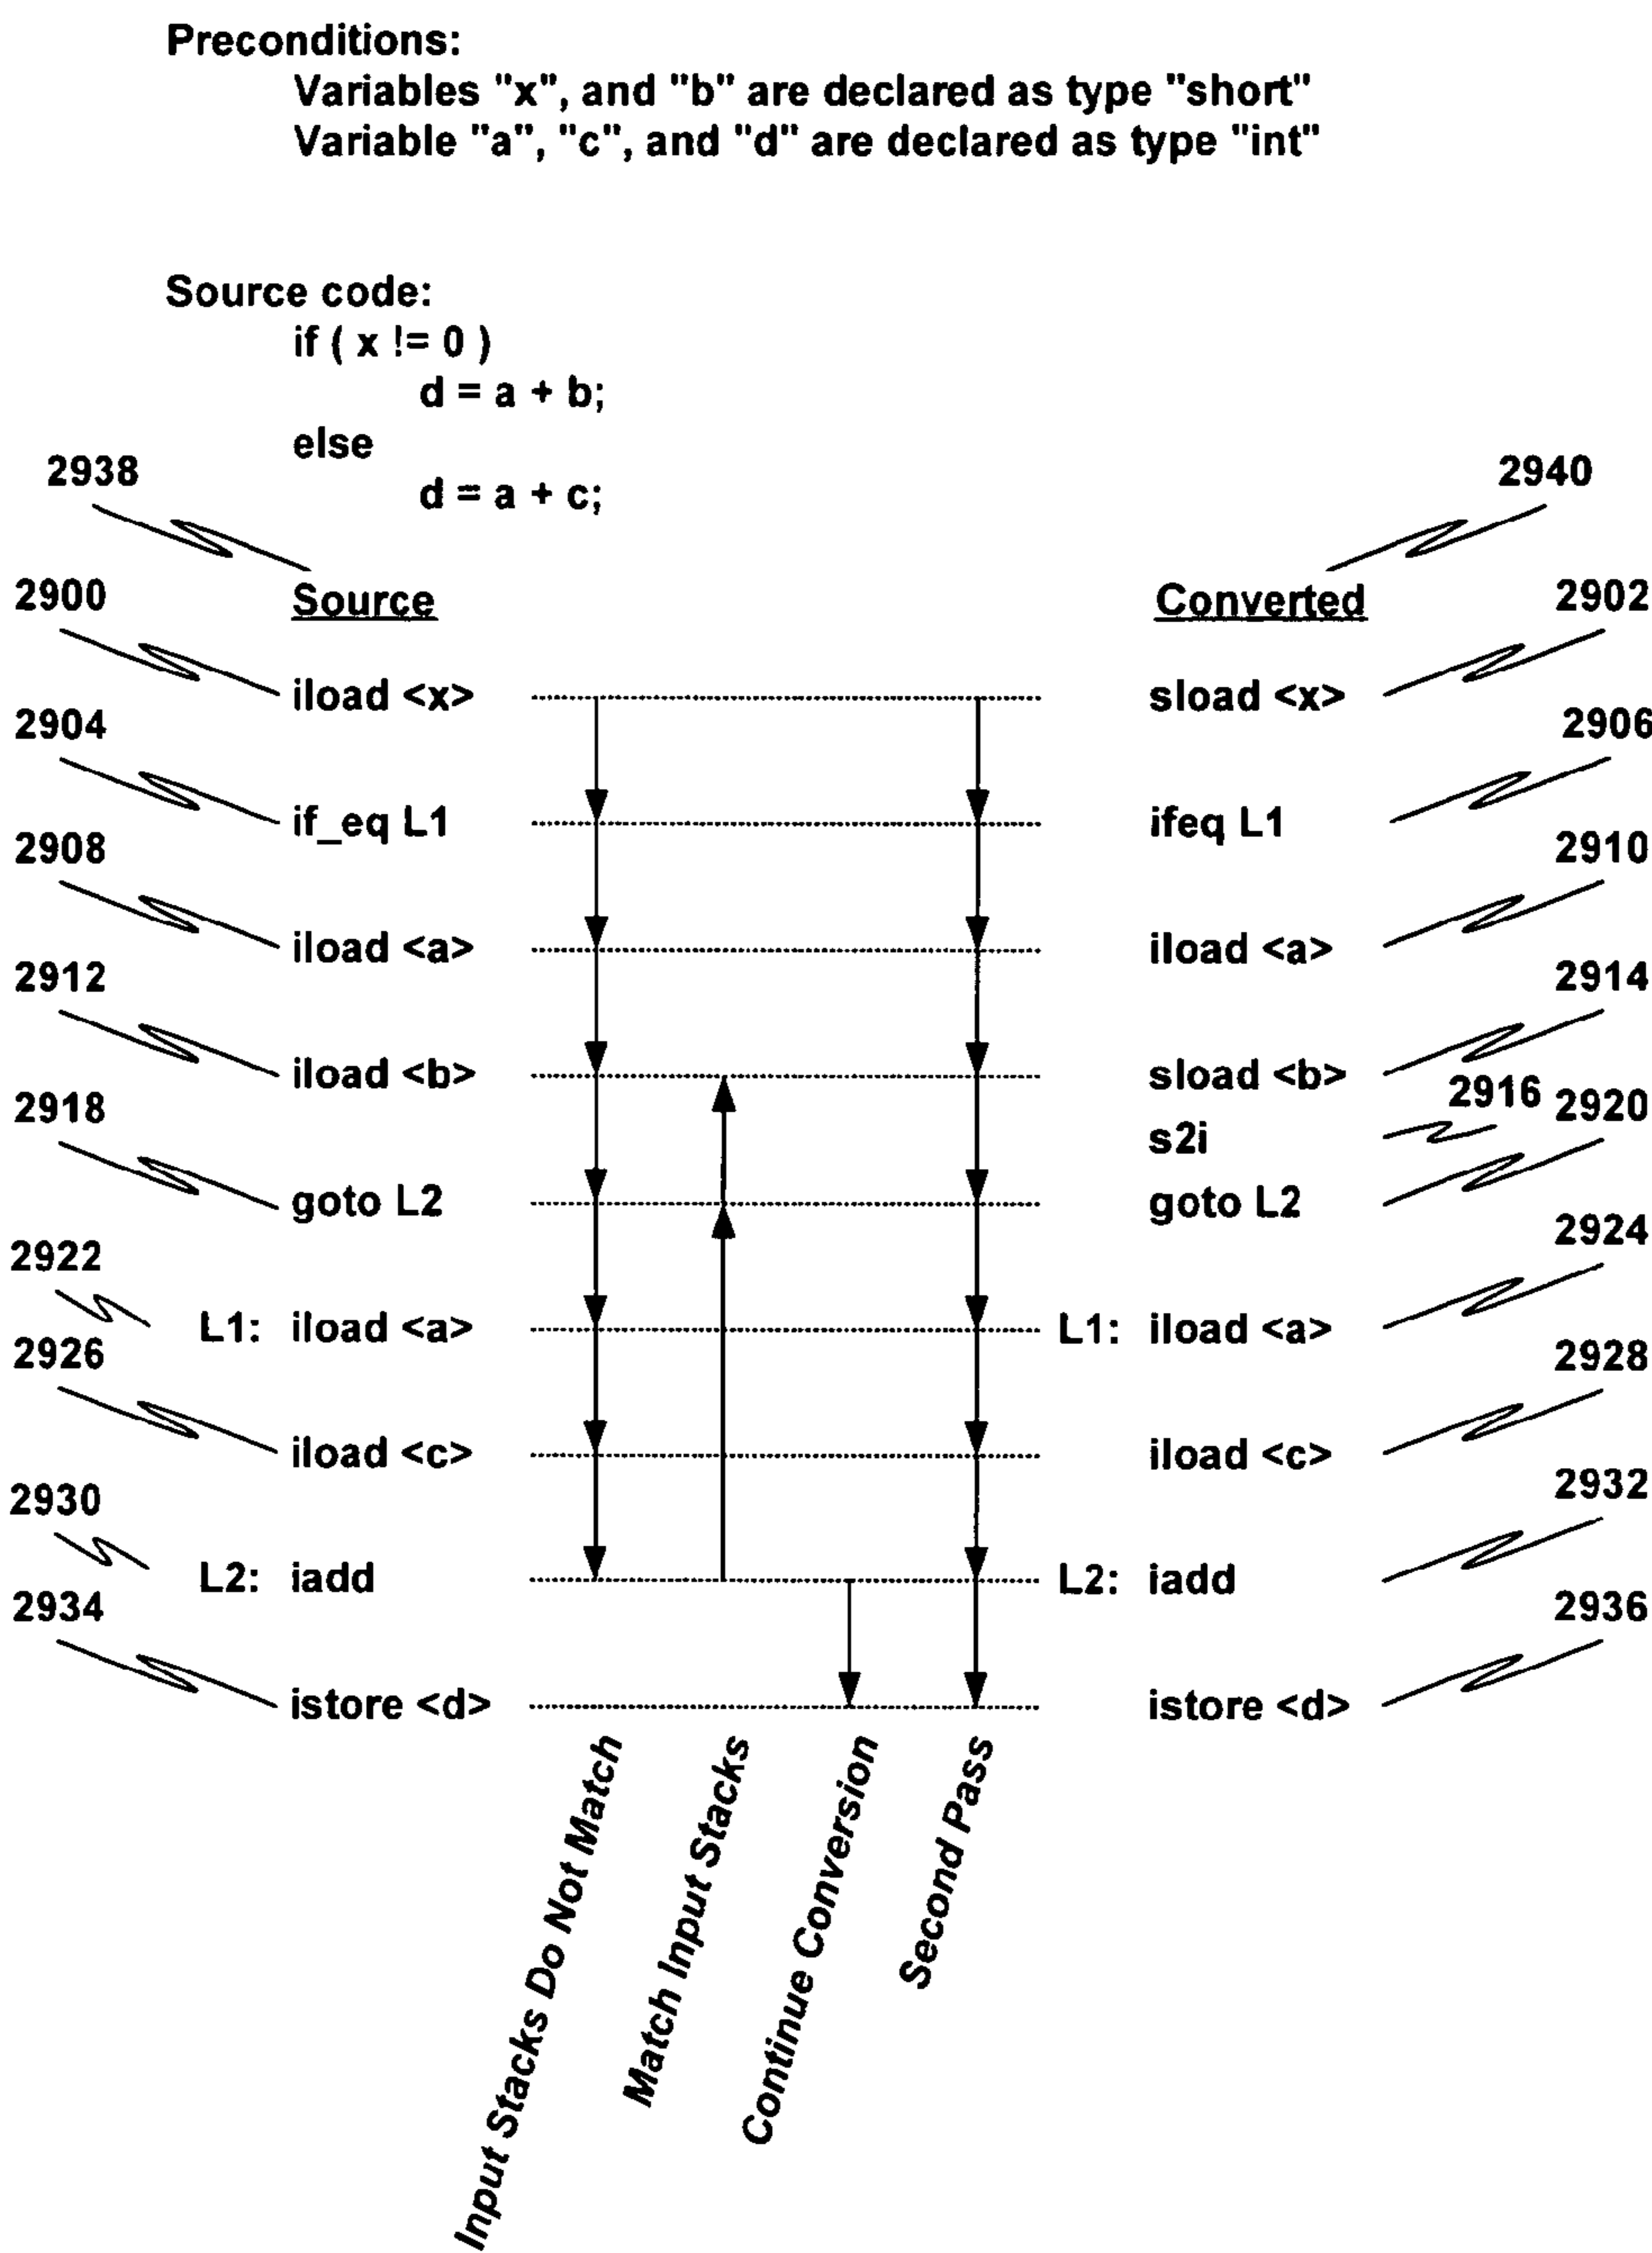 Preconditions:
Variables "x", and "b" are declared as type "short"
Variable "a", "c", and "d" are declared as type "int"
Source code:
if ( x != 0 )
d = a + b;
else
d = a + c;
2938
2940
2900 Source Converted 2902
iload <x> sload <x>
2904 2906
if_eq L1 ifeq L1
2908 2910
iload <a> iload <a>
2912 2914
iload <b> sload <b>
2918 2916 2920
s2i
goto L2 goto L2
2922 2924
L1: iload <a> L1: iload <a>
2926 2928
iload <c> iload <c>
2930 2932
L2: iadd L2: iadd
2934 2936
istore <d> istore <d>
Input Stacks Do Not Match
Match Input Stacks
Continue Conversion
Second Pass